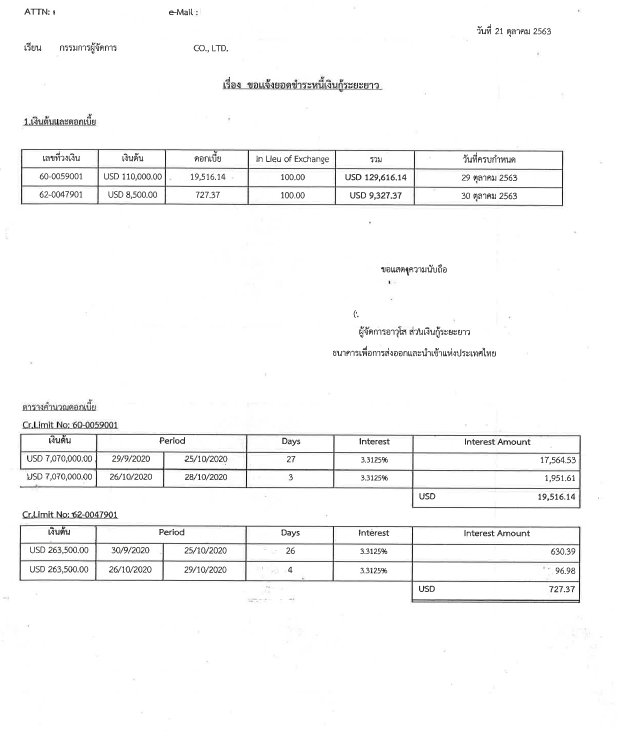 ATTN:
e-Mail :
วันที่ 21 ตุลาคม 2563
เรียน กรรมการผู้จัดการ CO., LTD.
เรื่อง ขอแจ้งยอดชำระหนี้เงินกู้ระยะยาว
1.เงินต้นและดอกเบี้ย
เลขที่วงเงิน เงินต้น ดอกเบี้ย In Lieu of Exchange รวม วันที่ครบกำหนด
60-0059001 USD 110,000.00 19,516.14 100.00 USD 129,616.14 29 ตุลาคม 2563
62-0047901 USD 8,500.00 727.37 100.00 USD 9,327.37 30 ตุลาคม 2563
ขอแสดงความนับถือ
(.
ผู้จัดการอาวุโส ส่วนเงินกู้ระยะยาว
ธนาคารเพื่อการส่งออกและนำเข้าแห่งประเทศไทย
ตารางคำนวณดอกเบี้ย
Cr.Limit No: 60-0059001
เงินต้น Period Days Interest Interest Amount
USD 7,070,000.00 29/9/2020 25/10/2020 27 3.3125% 17,564.53
USD 7,070,000.00 26/10/2020 28/10/2020 3 3.3125% 1,951.61
USD 19,516.14
Cr.Limit No: 62-0047901
เงินต้น Period Days Interest Interest Amount
USD 263,500.00 30/9/2020 25/10/2020 26 3.3125% 630.39
USD 263,500.00 26/10/2020 29/10/2020 4 3.3125% 96.98
USD 727.37